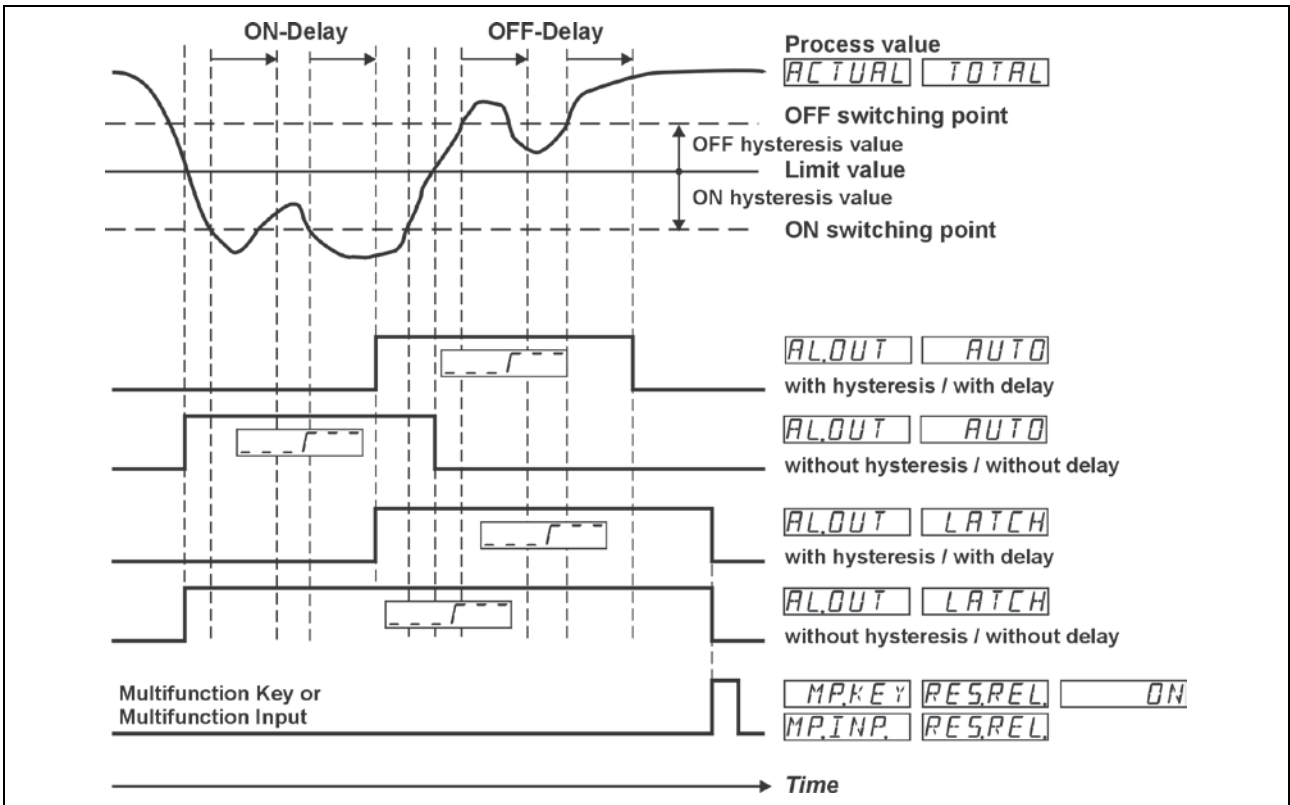 ON-Delay OFF-Delay
Process value
ACTUAL TOTAL
OFF switching point
OFF hysteresis value
Limit value
ON hysteresis value
ON switching point
AL.OUT AUTO
with hysteresis / with delay
AL.OUT AUTO
without hysteresis / without delay
AL.OUT LATCH
with hysteresis / with delay
AL.OUT LATCH
without hysteresis / without delay
Multifunction Key or
Multifunction Input
MP.KEY RES.REL. ON
MP.INP. RES.REL.
Time